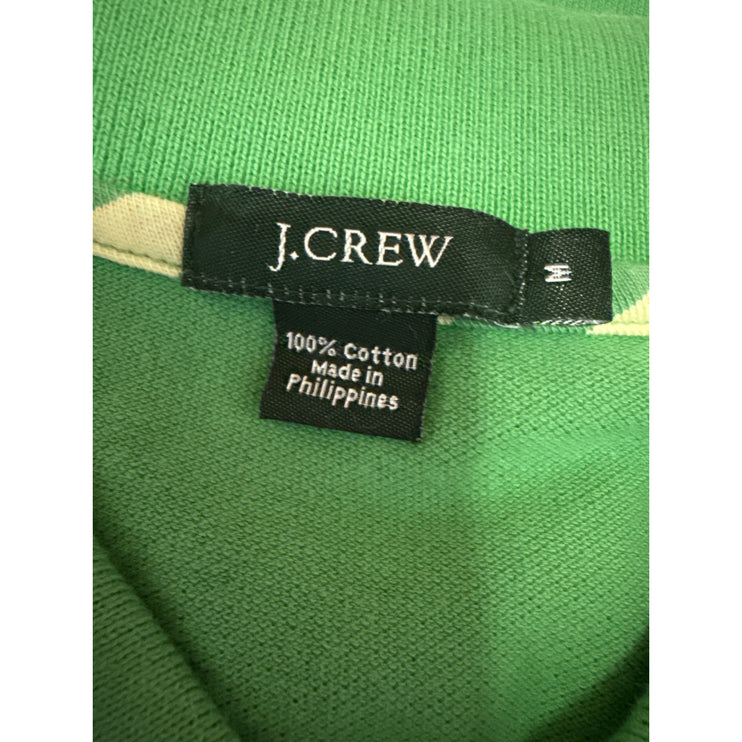 J.CREW
M
100% Cotton
Made in
Philippines